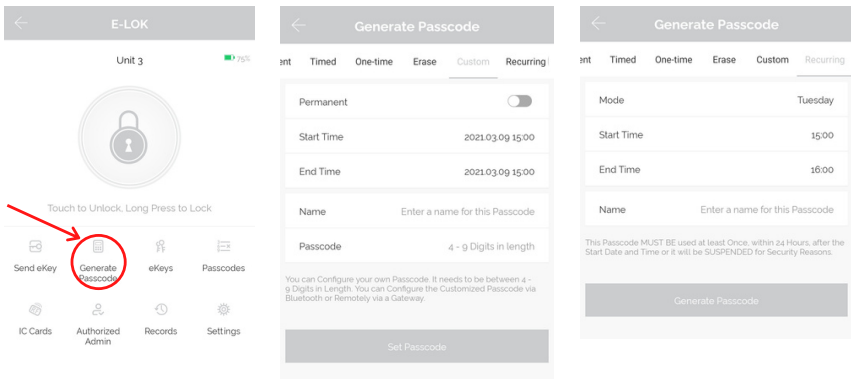 E-LOK
Unit 3
75%
Touch to Unlock, Long Press to Lock
Send eKey
Generate
Passcode
eKeys
Passcodes
IC Cards
Authorized
Admin
Records
Settings
Generate Passcode
ent Timed One-time Erase Custom Recurring
Permanent
Start Time 2021.03.09 15:00
End Time 2021.03.09 15:00
Name Enter a name for this Passcode
Passcode 4 - 9 Digits in length
You can Configure your own Passcode. It needs to be between 4 -
9 Digits in Length. You can Configure the Customized Passcode via
Bluetooth or Remotely via a Gateway.
Set Passcode
Generate Passcode
ent Timed One-time Erase Custom Recurring
Mode Tuesday
Start Time 15:00
End Time 16:00
Name Enter a name for this Passcode
This Passcode MUST BE used at least Once, within 24 Hours, after the
Start Date and Time or it will be SUSPENDED for Security Reasons.
Generate Passcode